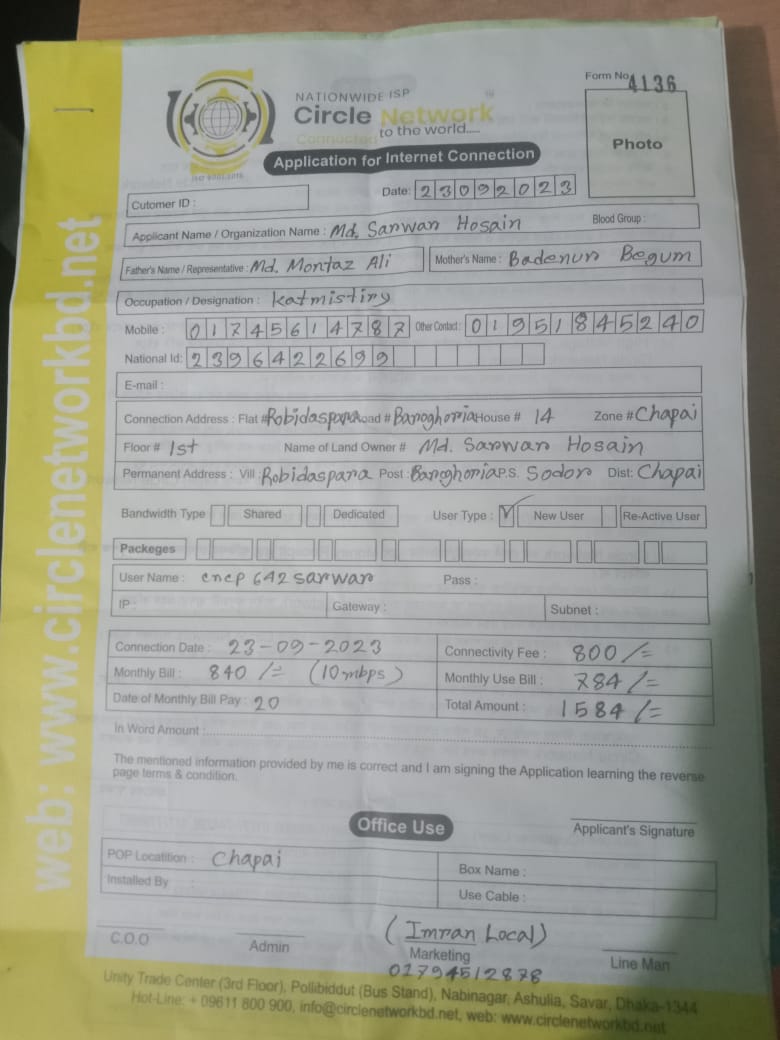 Form No. 4136
NATIONWIDE ISP
Circle Network
Connected to the world....
ISO 9001:2015
Photo
Application for Internet Connection
Cutomer ID :
Date: 23092023
Applicant Name / Organization Name : Md. Sarwar Hosain Blood Group :
Father's Name / Representative : Md. Montaz Ali Mother's Name : Badenur Begum
Occupation / Designation : Katmistiry
Mobile : 01745614787 Other Contact : 01951845240
National Id: 2396422699
E-mail :
Connection Address : Flat # Robidaspara Road # Baroghoria House # 14 Zone # Chapai
Floor # 1st Name of Land Owner # Md. Sarwar Hosain
Permanent Address : Vill : Robidaspara Post : Baroghoria P.S. Sodor Dist: Chapai
Bandwidth Type Shared Dedicated User Type : New User Re-Active User
Packeges
User Name : cncp642sarwar Pass :
IP : Gateway : Subnet :
Connection Date : 23-09-2023 Connectivity Fee : 800/=
Monthly Bill : 840/= (10mbps) Monthly Use Bill : 784/=
Date of Monthly Bill Pay : 20 Total Amount : 1584/=
In Word Amount :
The mentioned information provided by me is correct and I am signing the Application learning the reverse
page terms & condition.
Applicant's Signature
Office Use
POP Locatition : Chapai Box Name :
Installed By Use Cable :
(Imran Local)
C.O.O Admin Marketing Line Man
01794512878
Unity Trade Center (3rd Floor), Pollibiddut (Bus Stand), Nabinagar, Ashulia, Savar, Dhaka-1344
Hot-Line: + 09611 800 900, info@circlenetworkbd.net, web: www.circlenetworkbd.net
web: www.circlenetworkbd.net